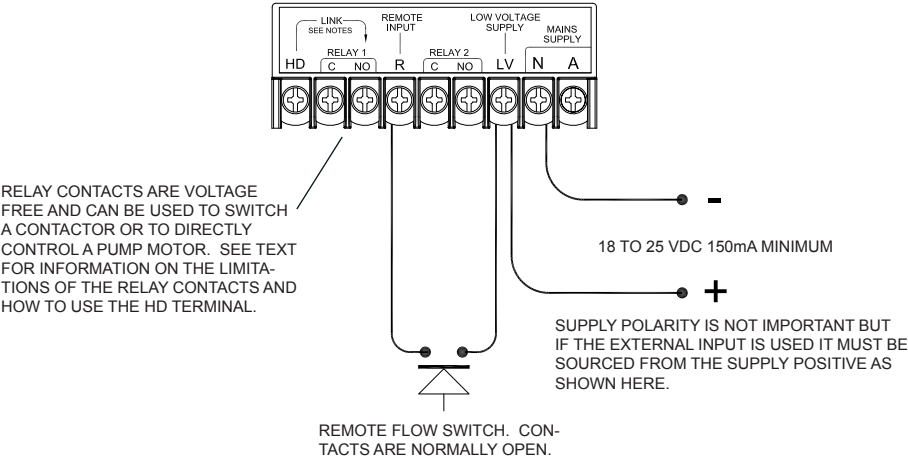 LINK
SEE NOTES
REMOTE
INPUT
LOW VOLTAGE
SUPPLY
MAINS
SUPPLY
RELAY 1
RELAY 2
HD C NO R C NO LV N A
RELAY CONTACTS ARE VOLTAGE
FREE AND CAN BE USED TO SWITCH
A CONTACTOR OR TO DIRECTLY
CONTROL A PUMP MOTOR. SEE TEXT
FOR INFORMATION ON THE LIMITA-
TIONS OF THE RELAY CONTACTS AND
HOW TO USE THE HD TERMINAL.
-
18 TO 25 VDC 150mA MINIMUM
+
SUPPLY POLARITY IS NOT IMPORTANT BUT
IF THE EXTERNAL INPUT IS USED IT MUST BE
SOURCED FROM THE SUPPLY POSITIVE AS
SHOWN HERE.
REMOTE FLOW SWITCH. CON-
TACTS ARE NORMALLY OPEN.